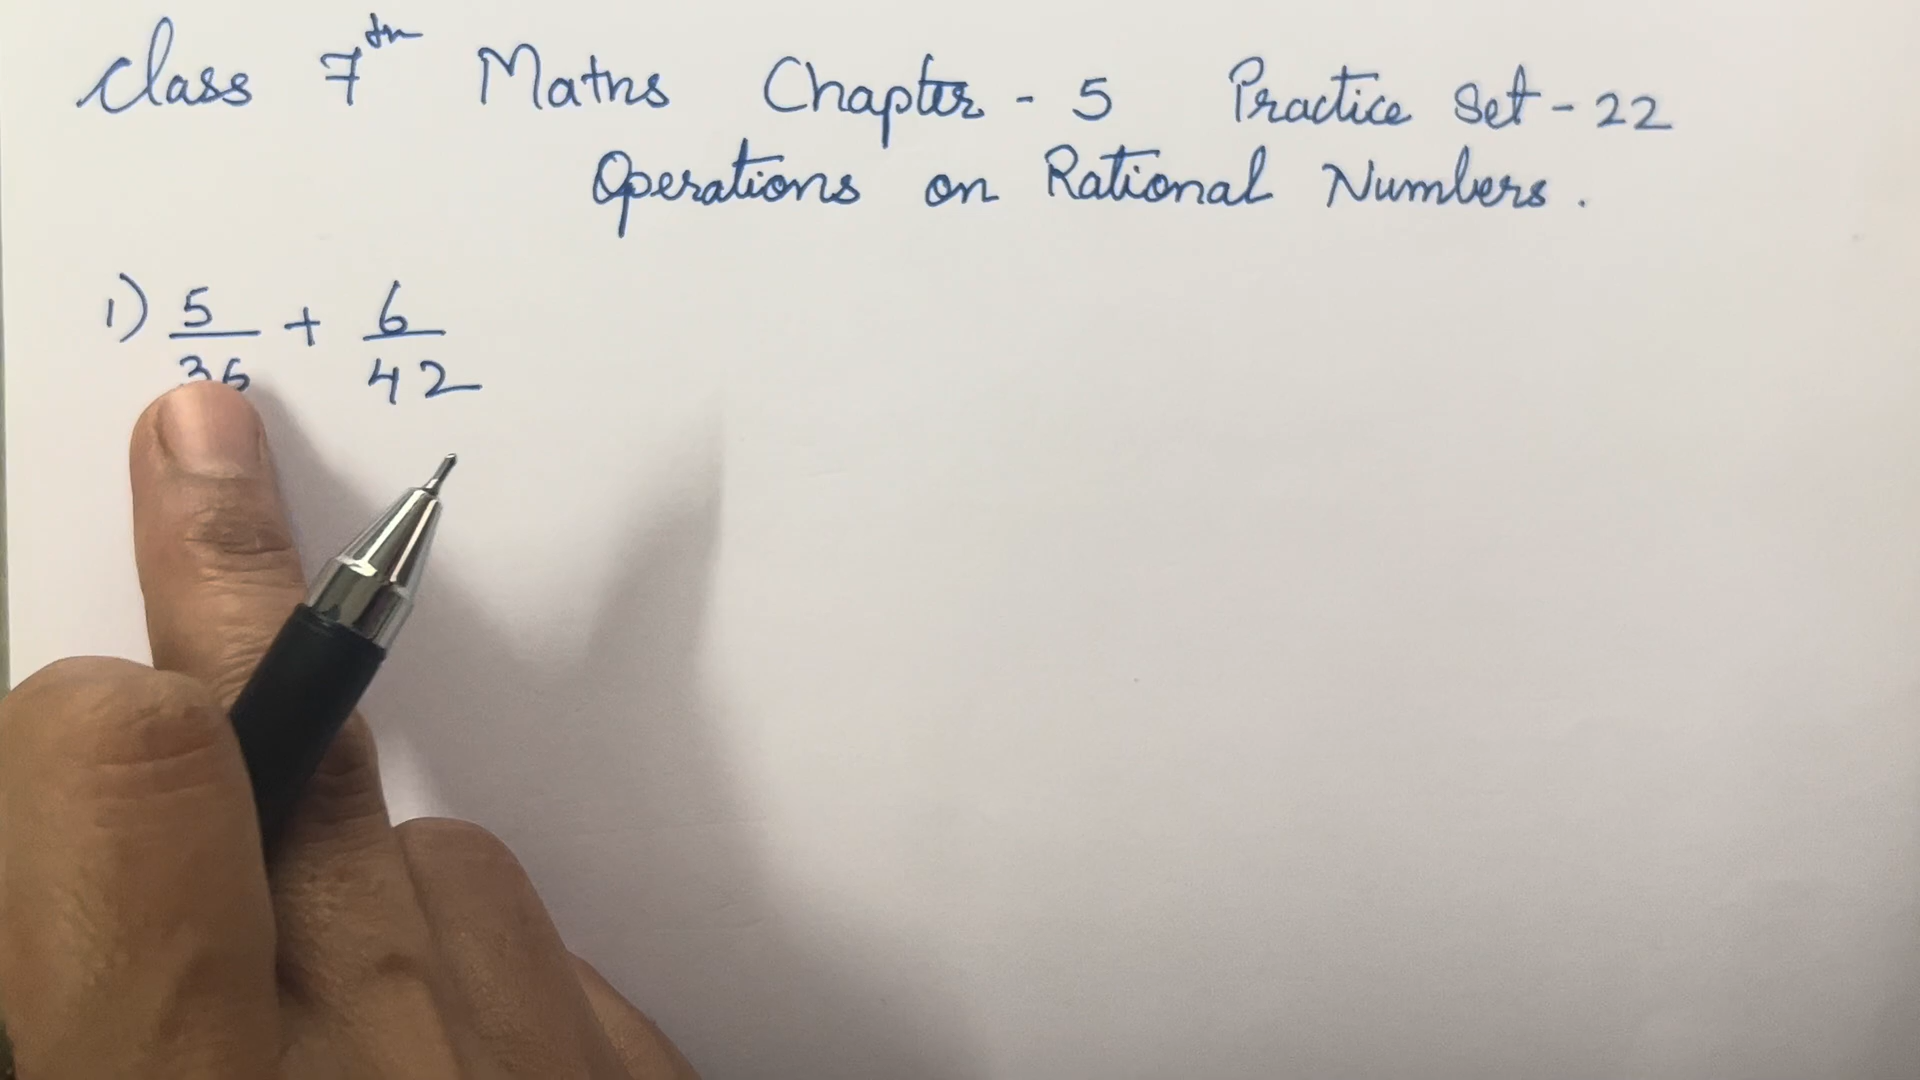 Class 7th Maths Chapter - 5 Practice Set - 22
Operations on Rational Numbers.
1) 5/36 + 6/42